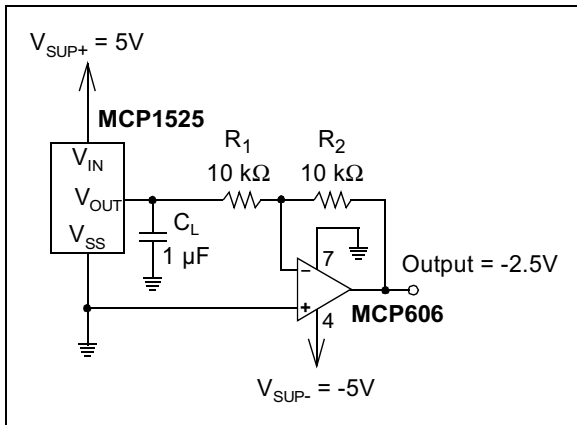 VSUP+ = 5V
MCP1525
VIN
VOUT
VSS
R1
10 kΩ
R2
10 kΩ
CL
1 µF
7
−
+
4
Output = -2.5V
MCP606
VSUP- = -5V